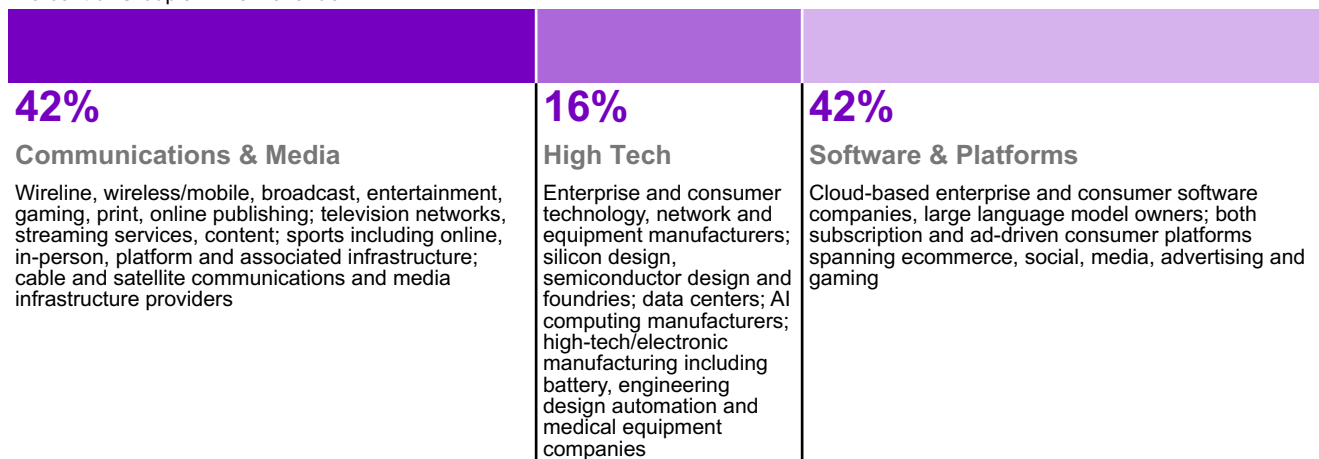 42%
Communications & Media
Wireline, wireless/mobile, broadcast, entertainment,
gaming, print, online publishing; television networks,
streaming services, content; sports including online,
in-person, platform and associated infrastructure;
cable and satellite communications and media
infrastructure providers
16%
High Tech
Enterprise and consumer
technology, network and
equipment manufacturers;
silicon design,
semiconductor design and
foundries; data centers; AI
computing manufacturers;
high-tech/electronic
manufacturing including
battery, engineering
design automation and
medical equipment
companies
42%
Software & Platforms
Cloud-based enterprise and consumer software
companies, large language model owners; both
subscription and ad-driven consumer platforms
spanning ecommerce, social, media, advertising and
gaming